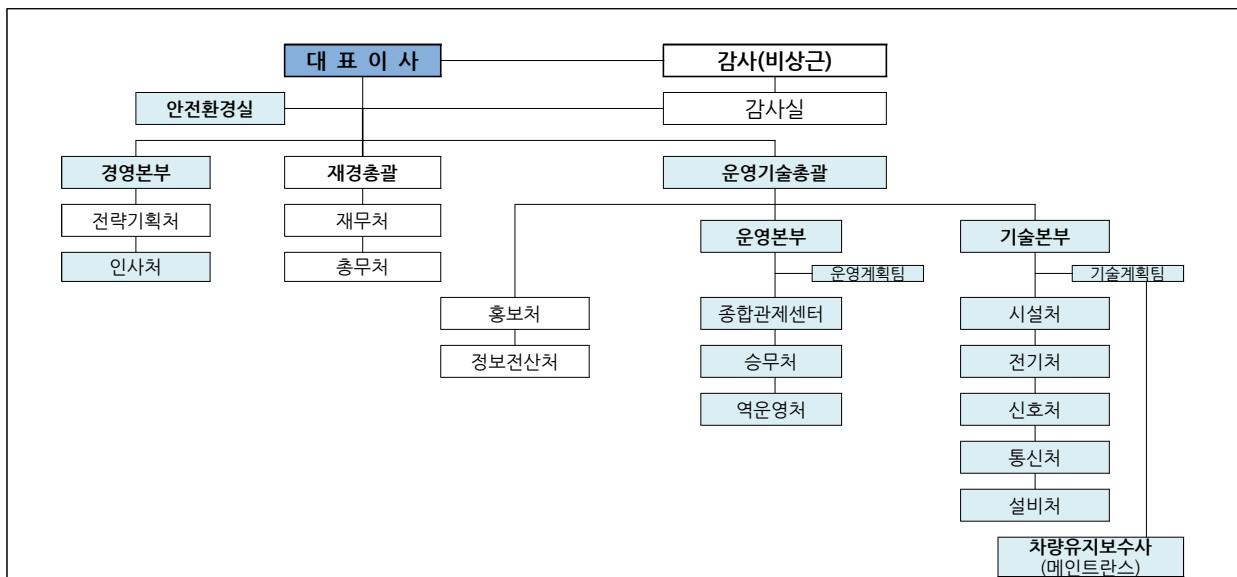 대 표 이 사
감사(비상근)
안전환경실
감사실
경영본부
재경총괄
운영기술총괄
전략기획처
재무처
운영본부
기술본부
인사처
총무처
운영계획팀
기술계획팀
홍보처
종합관제센터
시설처
정보전산처
승무처
전기처
역운영처
신호처
통신처
설비처
차량유지보수사
(메인트란스)